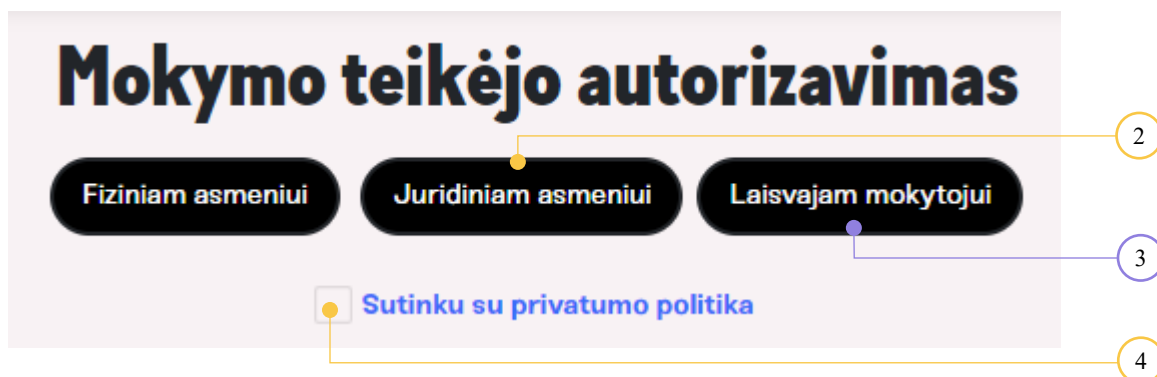 Mokymo teikėjo autorizavimas
2
Fiziniam asmeniui Juridiniam asmeniui Laisvajam mokytojui
3
Sutinku su privatumo politika
4